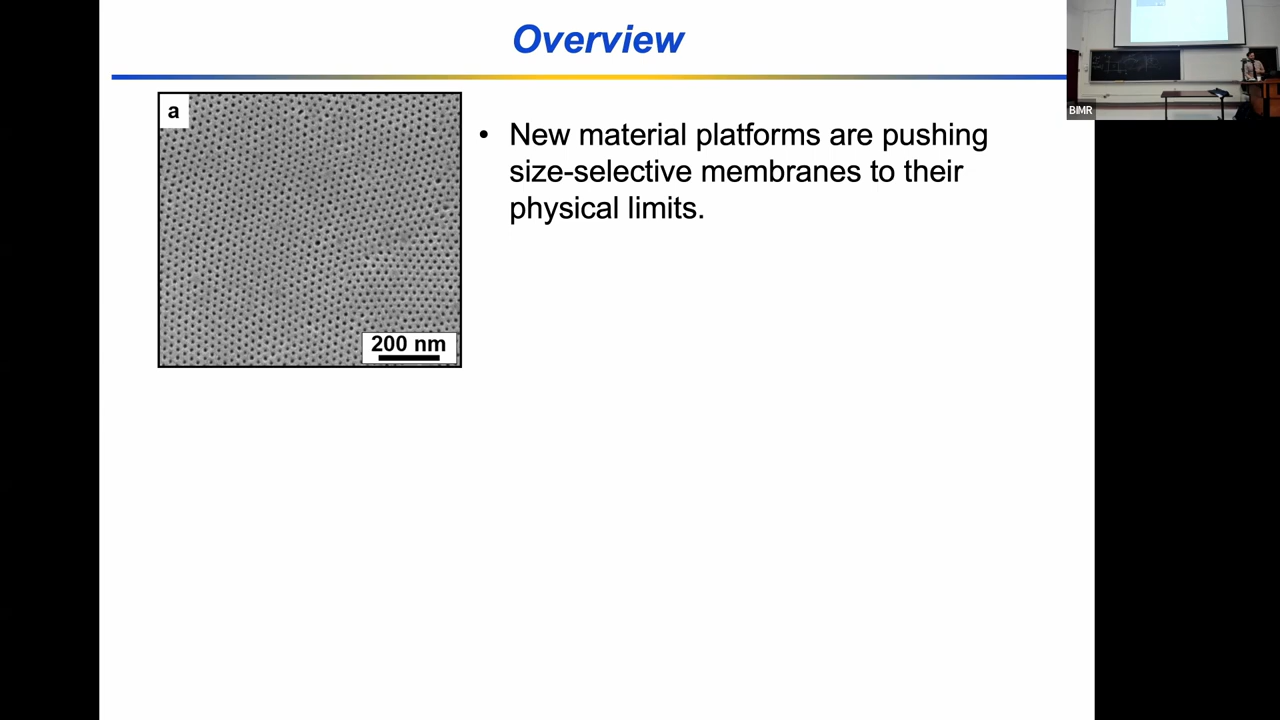 Overview
BIMR
a
• New material platforms are pushing
size-selective membranes to their
physical limits.
200 nm